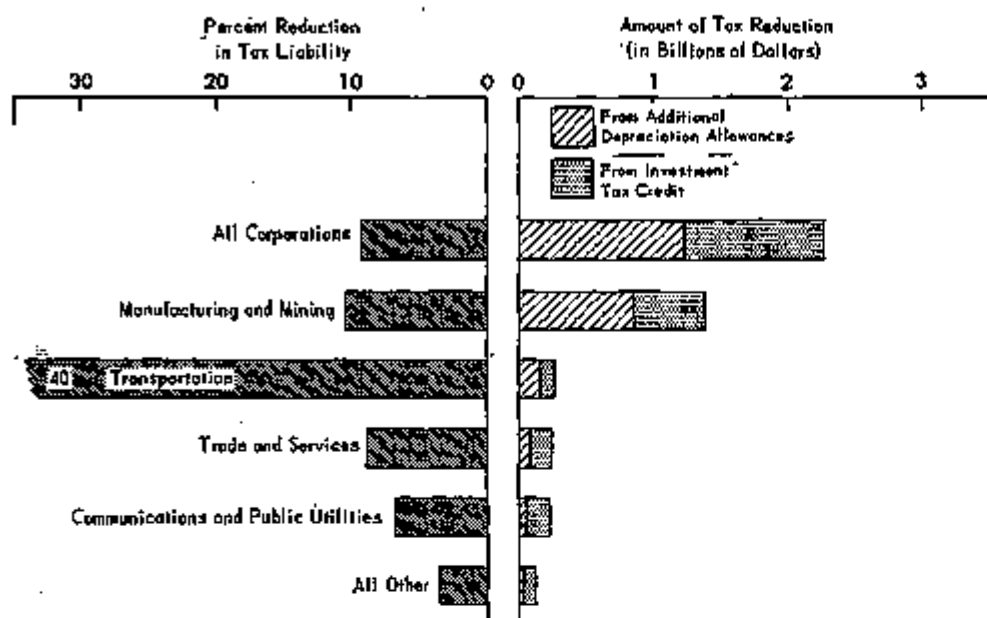 Percent Reduction
in Tax Liability
Amount of Tax Reduction
(in Billions of Dollars)
30 20 10 0 0 1 2 3
From Additional
Depreciation Allowances
From Investment
Tax Credit
All Corporations
Manufacturing and Mining
40 Transportation
Trade and Services
Communications and Public Utilities
All Other